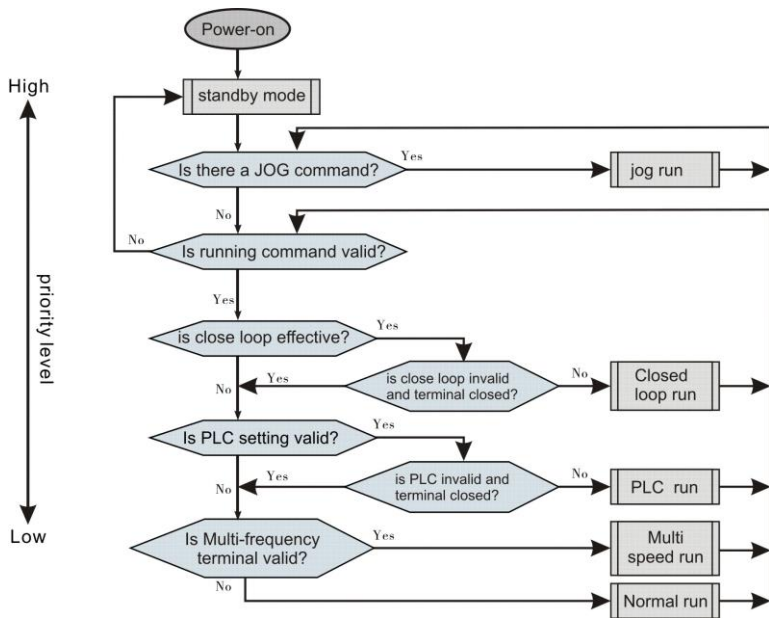 Power-on
High
standby mode
Is there a JOG command?
Yes
jog run
No
No
Is running command valid?
priority level
Yes
is close loop effective?
Yes
No
Yes
is close loop invalid
and terminal closed?
No
Closed
loop run
Is PLC setting valid?
Yes
No
Yes
is PLC invalid and
terminal closed?
No
PLC run
Low
Is Multi-frequency
terminal valid?
Yes
Multi
speed run
No
Normal run